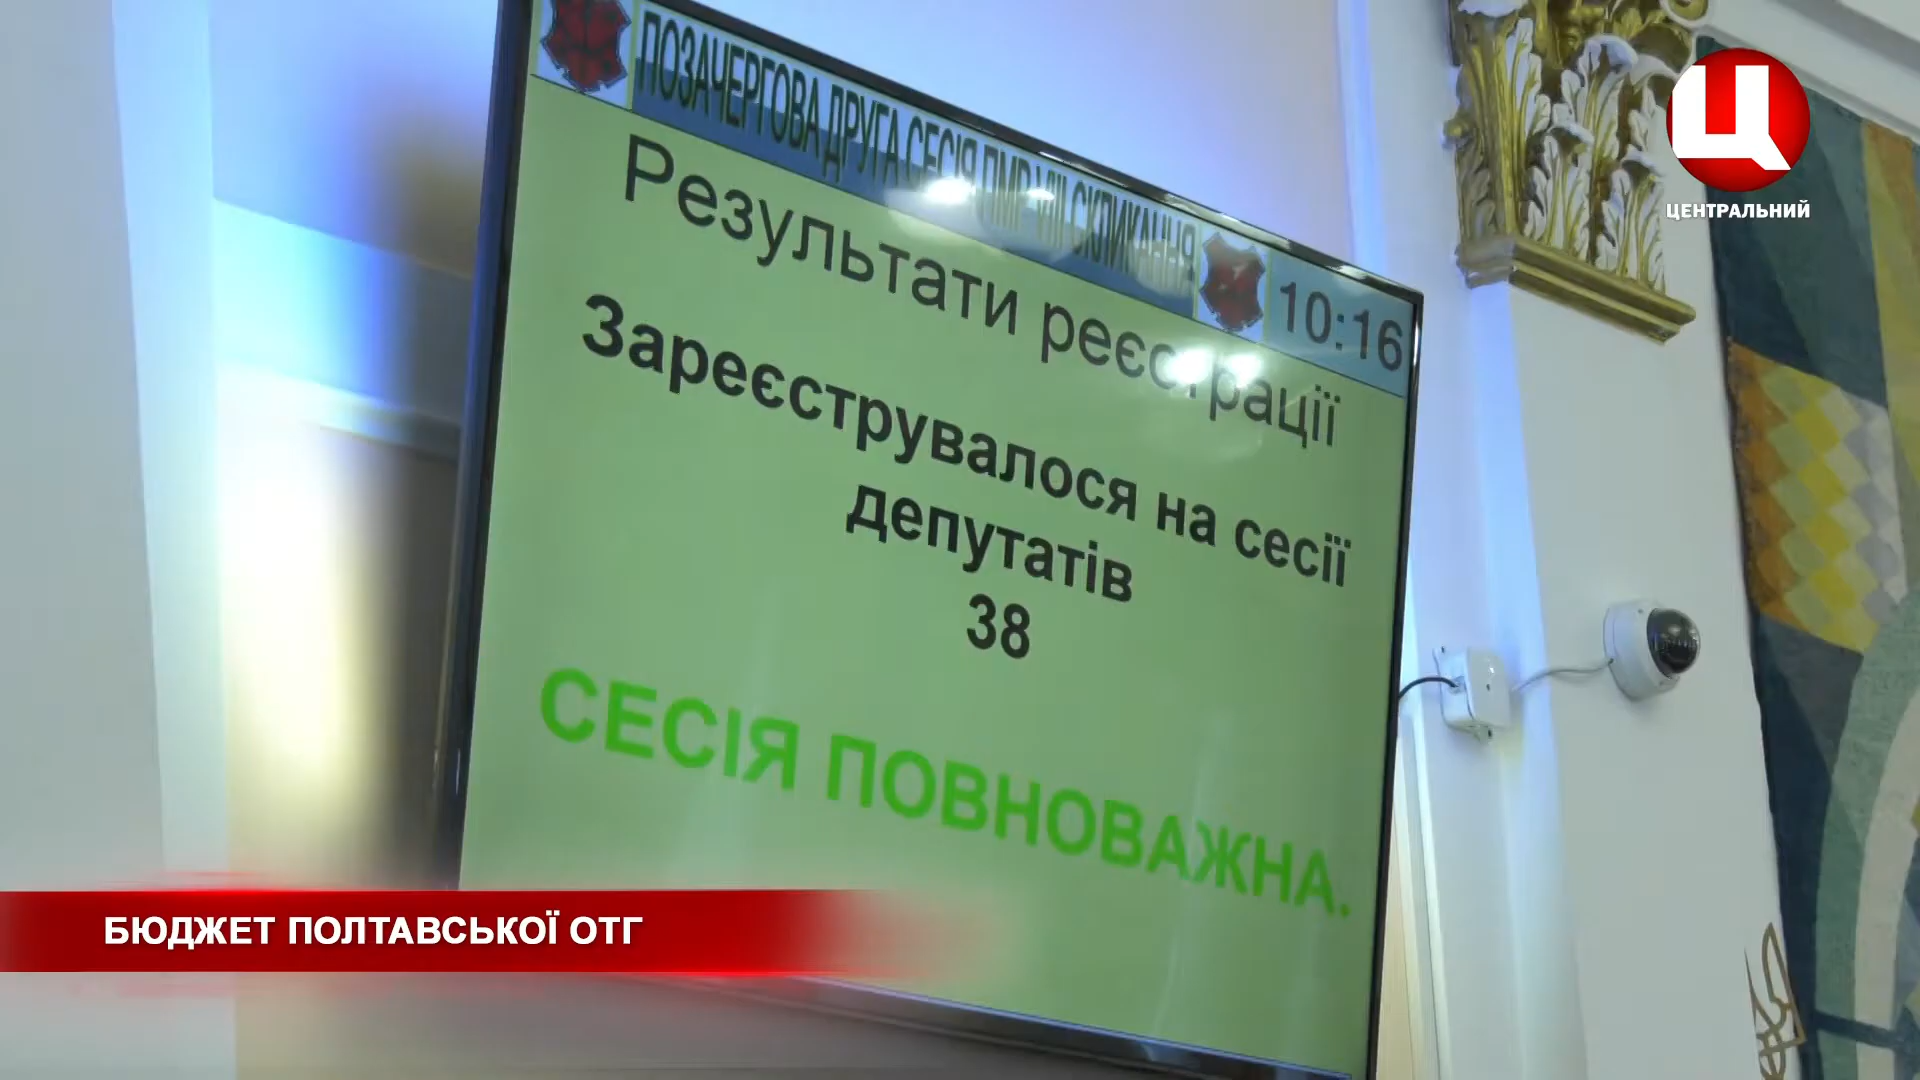 ПОЗАЧЕРГОВА ДРУГА СЕСІЯ ПМР VIII СКЛИКАННЯ
10:16
Результати реєстрації
Зареєструвалося на сесії
депутатів
38
СЕСІЯ ПОВНОВАЖНА.
Ц
ЦЕНТРАЛЬНИЙ
БЮДЖЕТ ПОЛТАВСЬКОЇ ОТГ